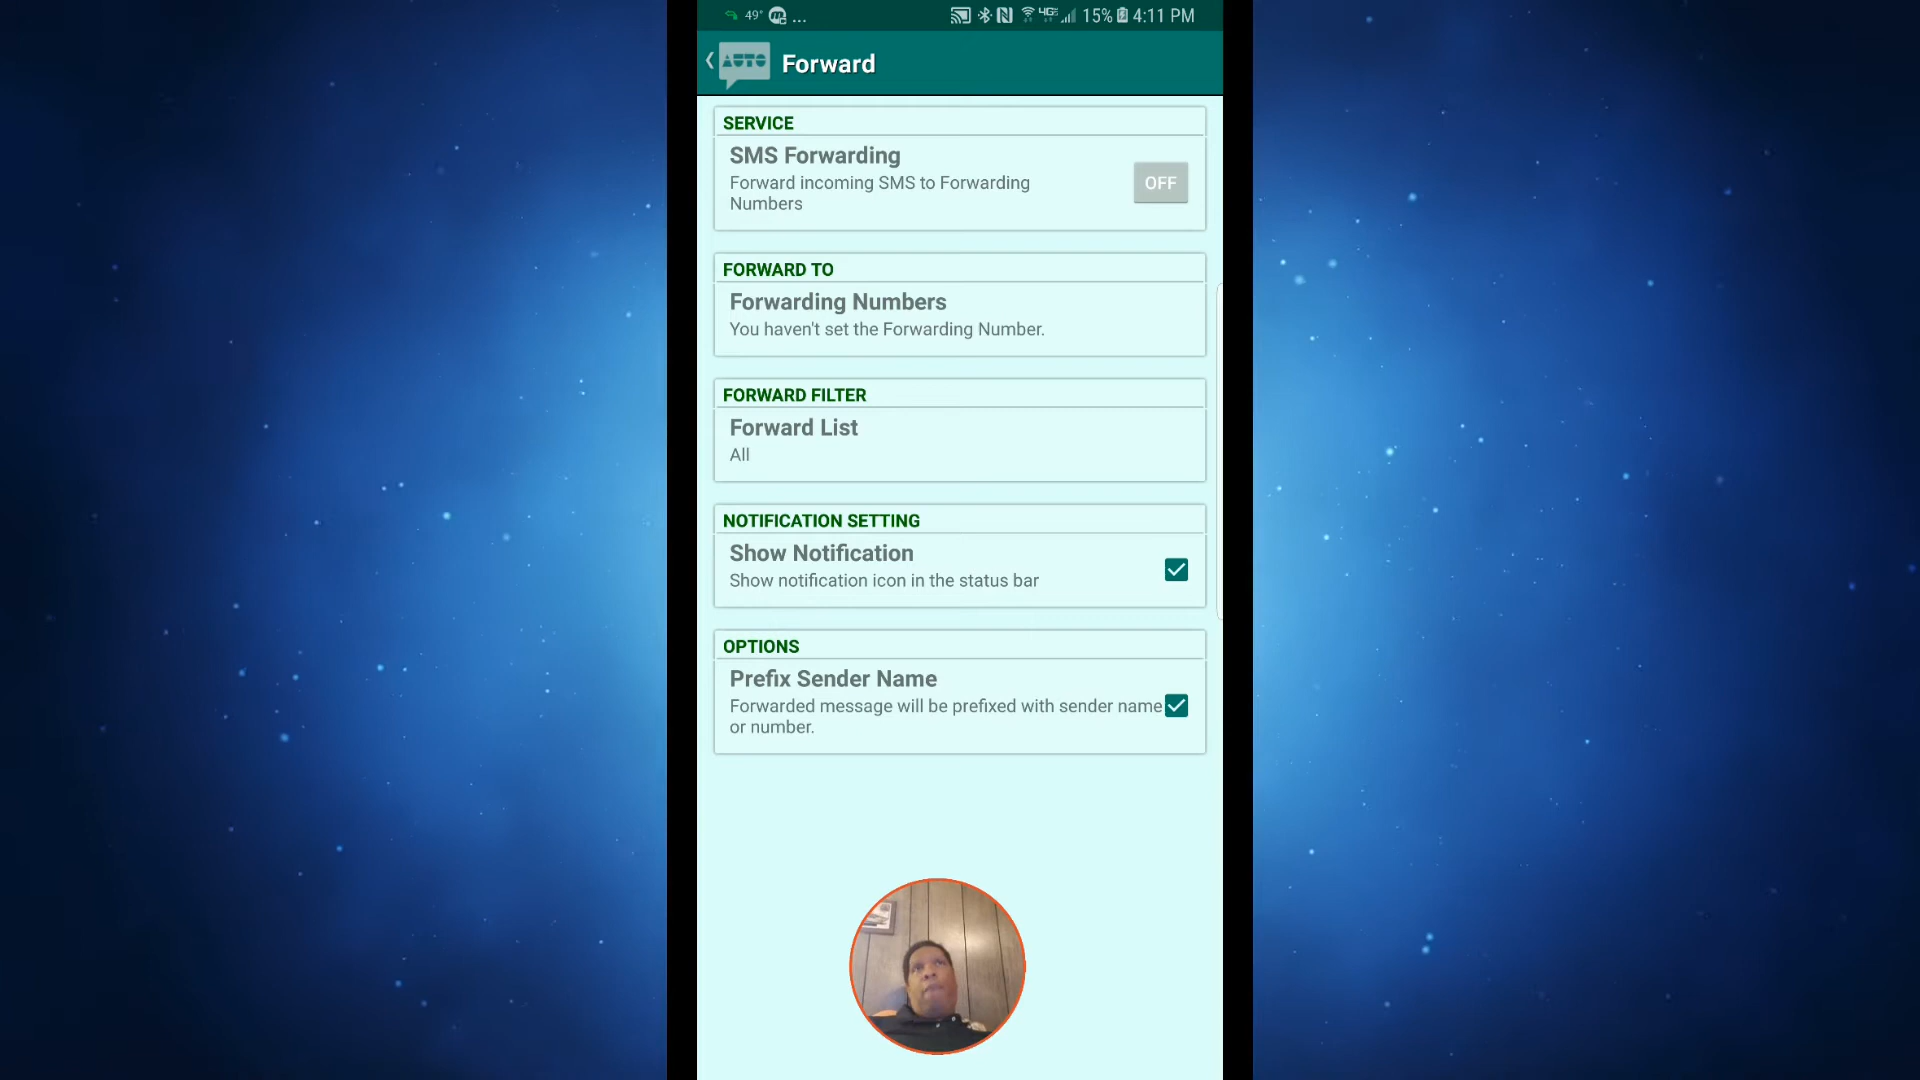 49° ... 4G 15% 4:11 PM
AUTO Forward
SERVICE
SMS Forwarding
Forward incoming SMS to Forwarding
Numbers
OFF
FORWARD TO
Forwarding Numbers
You haven't set the Forwarding Number.
FORWARD FILTER
Forward List
All
NOTIFICATION SETTING
Show Notification
Show notification icon in the status bar
OPTIONS
Prefix Sender Name
Forwarded message will be prefixed with sender name
or number.